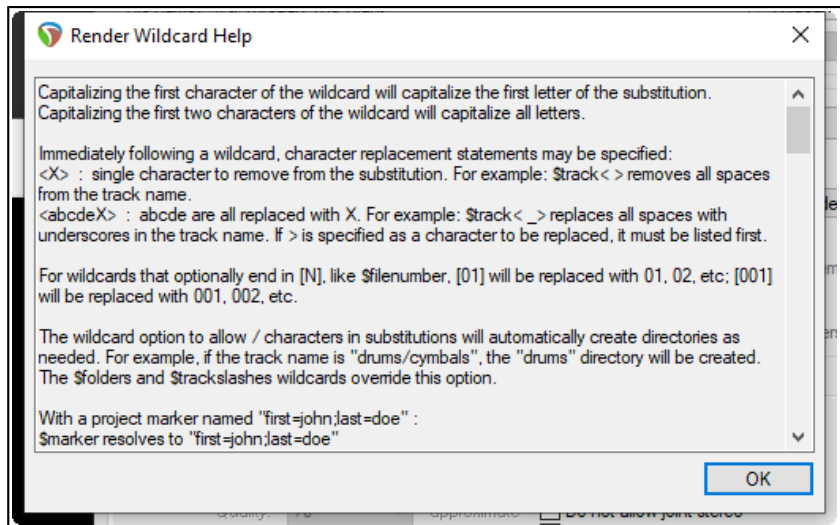 Render Wildcard Help
Capitalizing the first character of the wildcard will capitalize the first letter of the substitution.
Capitalizing the first two characters of the wildcard will capitalize all letters.
Immediately following a wildcard, character replacement statements may be specified:
<X> : single character to remove from the substitution. For example: $track< > removes all spaces
from the track name.
<abcdeX> : abcde are all replaced with X. For example: $track< _> replaces all spaces with
underscores in the track name. If > is specified as a character to be replaced, it must be listed first.
For wildcards that optionally end in [N], like $filenumber, [01] will be replaced with 01, 02, etc; [001]
will be replaced with 001, 002, etc.
The wildcard option to allow / characters in substitutions will automatically create directories as
needed. For example, if the track name is "drums/cymbals", the "drums" directory will be created.
The $folders and $trackslashes wildcards override this option.
With a project marker named "first=john;last=doe" :
$marker resolves to "first=john;last=doe"
OK